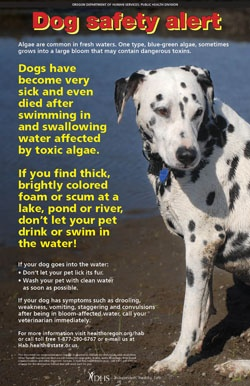 OREGON DEPARTMENT OF HUMAN SERVICES, PUBLIC HEALTH DIVISION
Dog safety alert
Algae are common in fresh waters. One type, blue-green algae, sometimes
grows into a large bloom that may contain dangerous toxins.
Dogs have
become very
sick and even
died after
swimming in
and swallowing
water affected
by toxic algae.
If you find thick,
brightly colored
foam or scum at a
lake, pond or river,
don't let your pet
drink or swim in
the water!
If your dog goes into the water:
• Don't let your pet lick its fur.
• Wash your pet with clean water
as soon as possible.
If your dog has symptoms such as drooling,
weakness, vomiting, staggering and convulsions
after being in bloom-affected water, call your
veterinarian immediately.
For more information visit healthoregon.org/hab
or call toll free 1-877-290-6767 or e-mail us at
Hab.health@state.or.us.
DHS